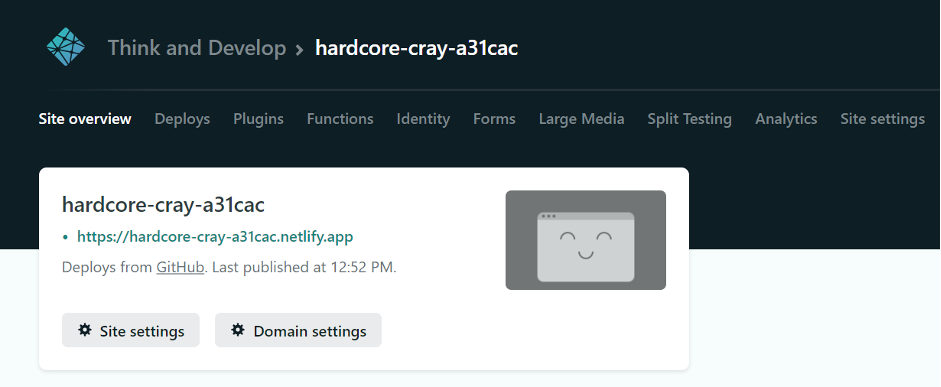 Think and Develop > hardcore-cray-a31cac
Site overview Deploys Plugins Functions Identity Forms Large Media Split Testing Analytics Site settings
hardcore-cray-a31cac
• https://hardcore-cray-a31cac.netlify.app
Deploys from GitHub. Last published at 12:52 PM.
Site settings Domain settings